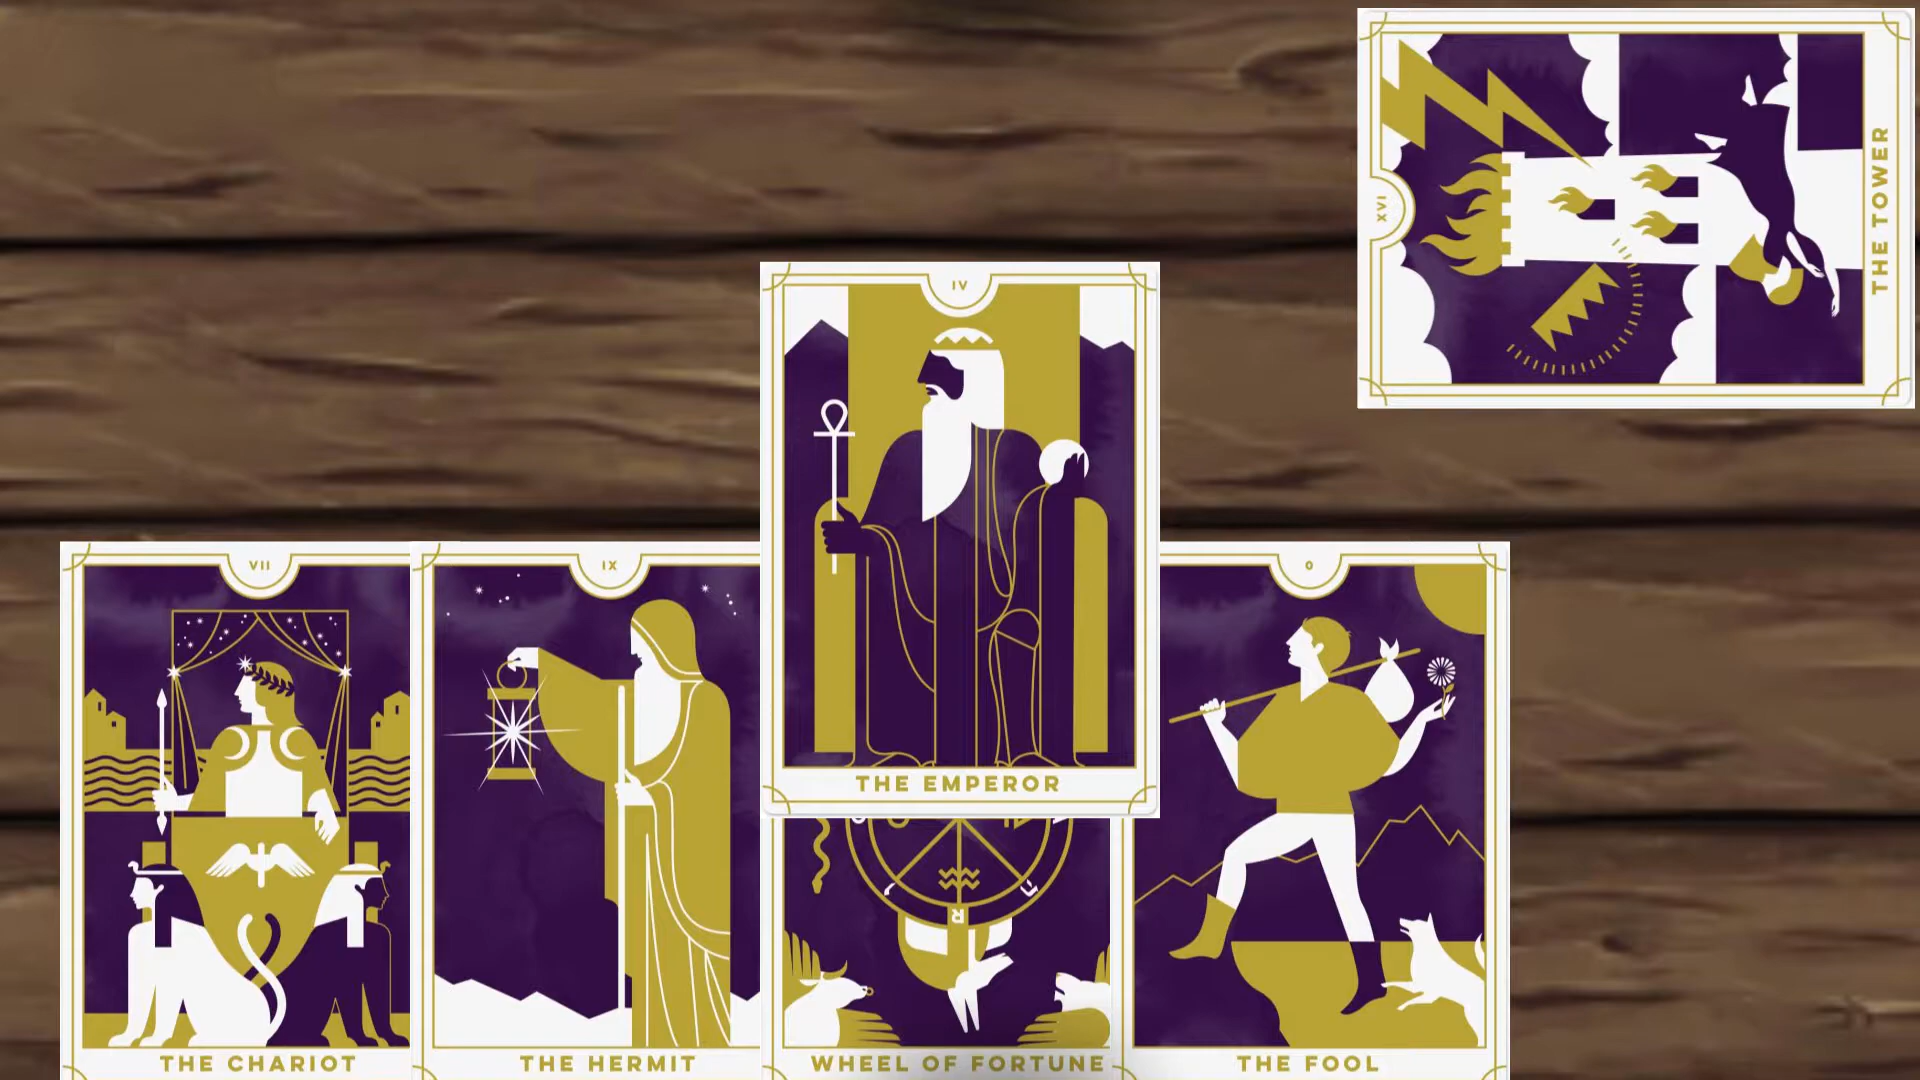 XVI
THE TOWER
IV
THE EMPEROR
VII
THE CHARIOT
IX
THE HERMIT
R
WHEEL OF FORTUNE
0
THE FOOL